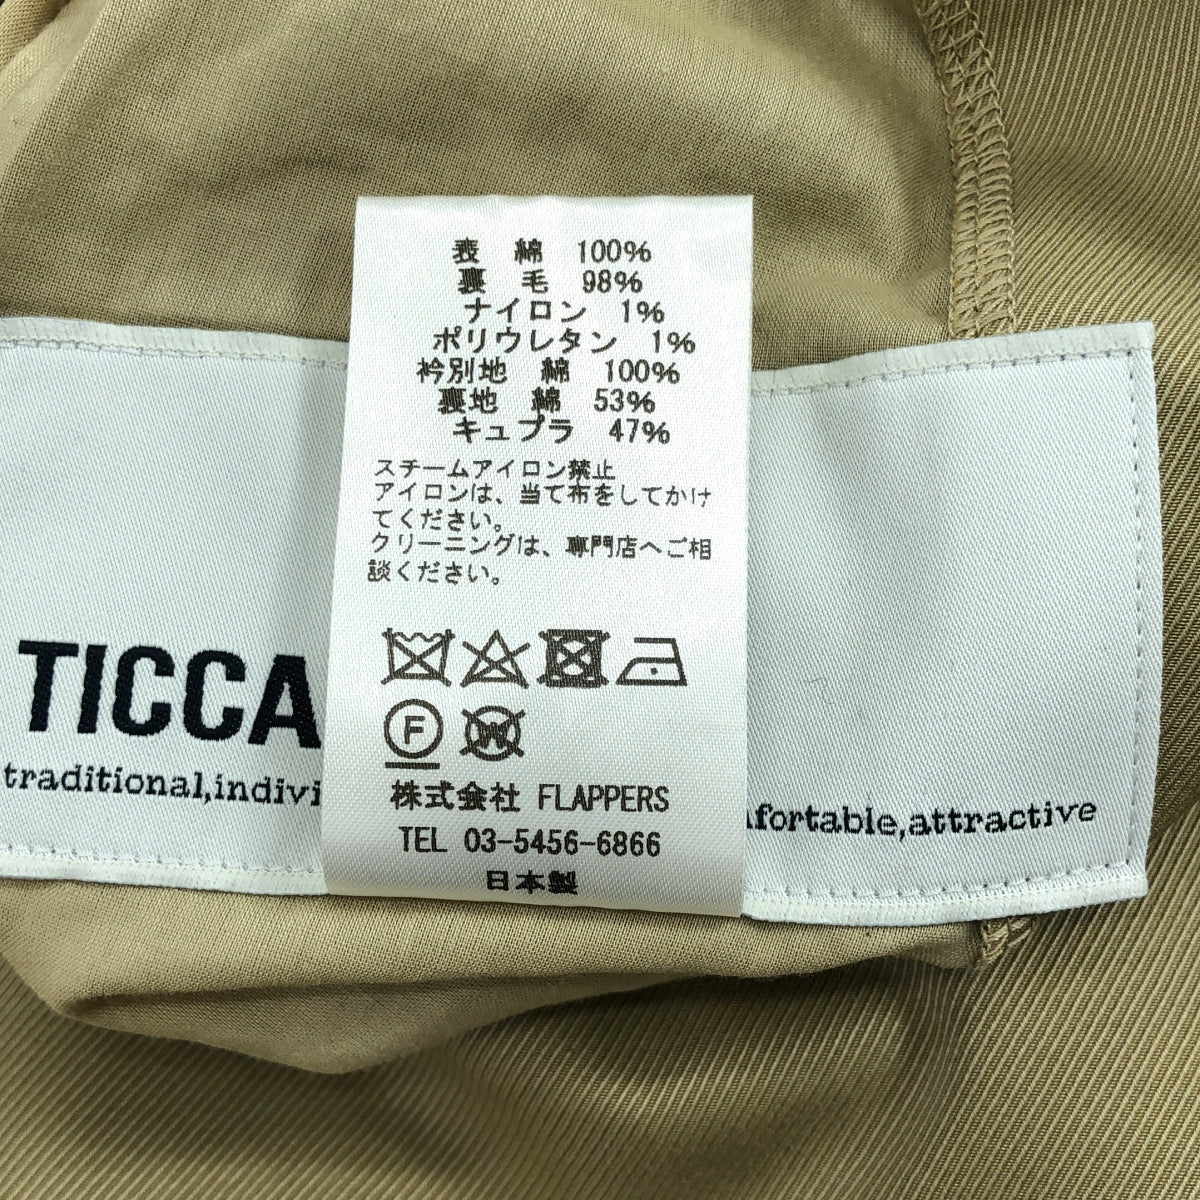 表 綿 100%
裏 毛 98%
ナイロン 1%
ポリウレタン 1%
衿別地 綿 100%
裏地 綿 53%
キュプラ 47%
スチームアイロン禁止
アイロンは、当て布をしてかけ
てください。
クリーニングは、専門店へご相
談ください。
F
W
株式会社 FLAPPERS
TEL 03-5456-6866
日本製
TICCA
traditional,indivi
fortable,attractive